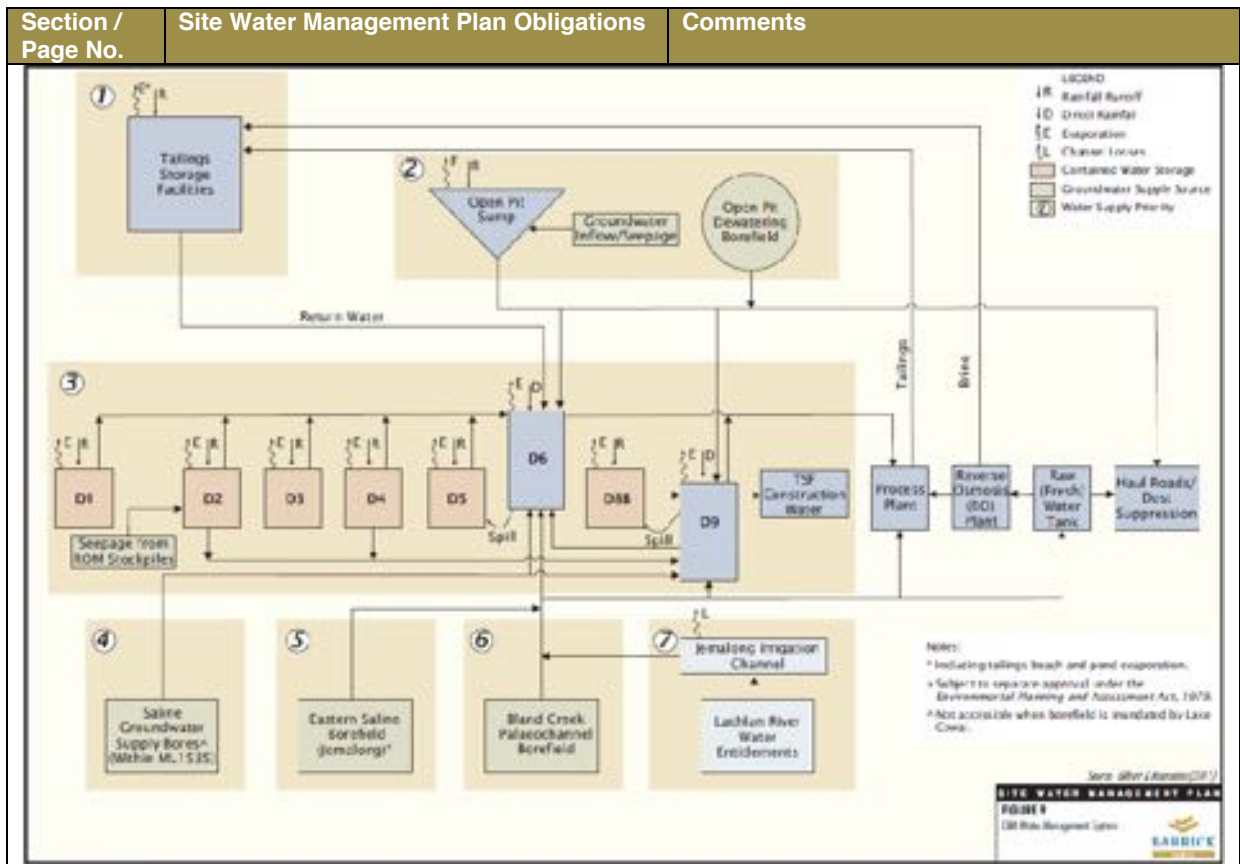 Section /
Page No.
Site Water Management Plan Obligations
Comments
LEGEND
R Rainfall Runoff
D Direct Rainfall
E Evaporation
L Channel Losses
Contained Water Storage
Groundwater Supply Source
Water Supply Priority
1
E* R
Tailings
Storage
Facilities
2
R
Open Pit
Sump
Groundwater
Inflow/Seepage
Open Pit
Dewatering
Borefield
Return Water
Tailings
Brine
3
E R
D1
E R
D2
E R
D3
E R
D4
E R
D5
E D
D6
E R
D8B
E D
D9
Spill
Spill
Seepage from
ROM Stockpiles
TSF
Construction
Water
Process
Plant
Reverse
Osmosis
(RO)
Plant
Raw
(Fresh)
Water
Tank
Haul Roads/
Dust
Suppression
4
Saline
Groundwater
Supply Bores^
(Within ML1535)
5
Eastern Saline
Borefield
6
Bland Creek
Palaeochannel
Borefield
7
L
Jemalong Irrigation
Channel
Lachlan River
Water
Entitlements
Notes:
* Including tailings beach and pond evaporation.
+ Subject to separate approval under the
Environmental Planning and Assessment Act, 1979.
^ Not accessible when borefield is inundated by Lake
Cowal.
SITE WATER MANAGEMENT PLAN
FIGURE 9
Water Management System
BARRICK